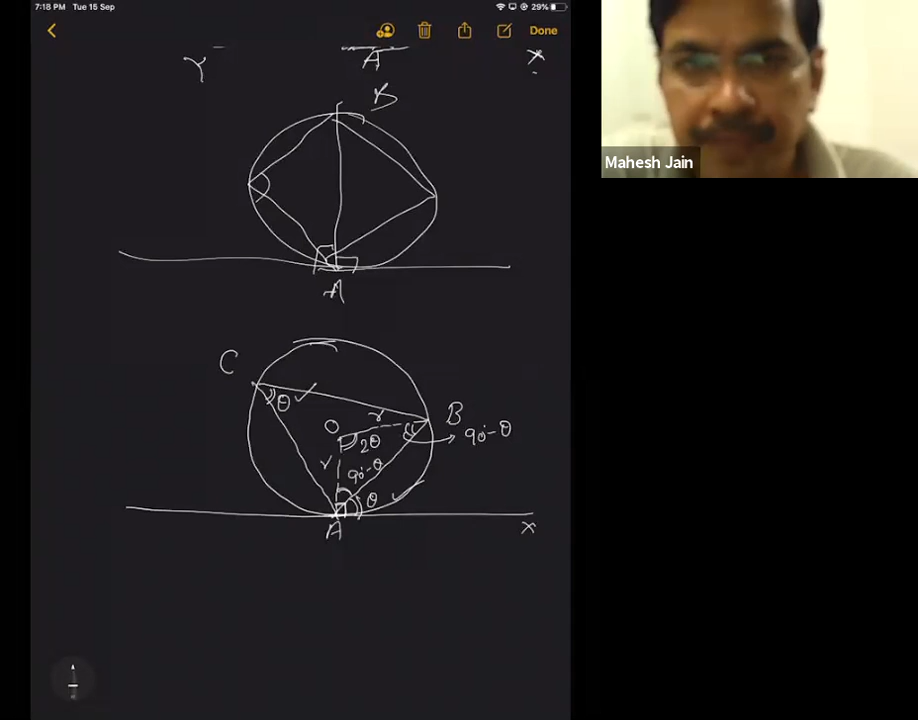 7:18 PM Tue 15 Sep
29%
Done
A
x
B
A
C
θ
r
B
O
2θ
90-θ
r
90-θ
θ
A
x
Mahesh Jain